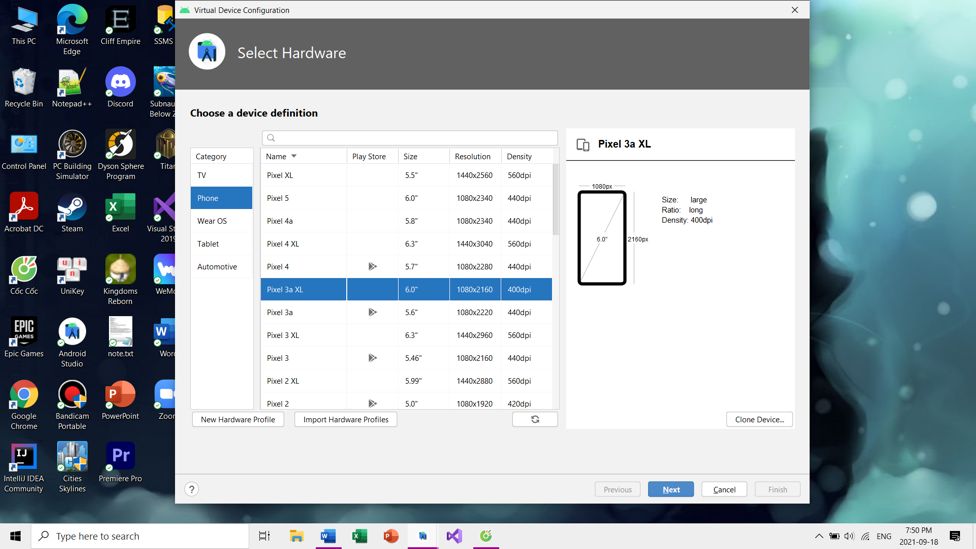 This PC
Microsoft
Edge
Cliff Empire
SSMS
Recycle Bin
Notepad++
Discord
Subnau
Below Z
Control Panel
PC Building
Simulator
Dyson Sphere
Program
Titan
Acrobat DC
Steam
Excel
Visual St
2019
Cốc Cốc
UniKey
Kingdoms
Reborn
WeMo
Epic Games
Android
Studio
note.txt
Word
Google
Chrome
Bandicam
Portable
PowerPoint
Zoom
IntelliJ IDEA
Community
Cities
Skylines
Premiere Pro
Virtual Device Configuration
Select Hardware
Choose a device definition
Category
TV
Phone
Wear OS
Tablet
Automotive
Name Play Store Size Resolution Density
Pixel XL 5.5" 1440x2560 560dpi
Pixel 5 6.0" 1080x2340 440dpi
Pixel 4a 5.8" 1080x2340 440dpi
Pixel 4 XL 6.3" 1440x3040 560dpi
Pixel 4 5.7" 1080x2280 440dpi
Pixel 3a XL 6.0" 1080x2160 400dpi
Pixel 3a 5.6" 1080x2220 440dpi
Pixel 3 XL 6.3" 1440x2960 560dpi
Pixel 3 5.46" 1080x2160 440dpi
Pixel 2 XL 5.99" 1440x2880 560dpi
Pixel 2 5.0" 1080x1920 420dpi
New Hardware Profile
Import Hardware Profiles
Pixel 3a XL
1080px
6.0"
2160px
Size: large
Ratio: long
Density: 400dpi
Clone Device...
?
Previous
Next
Cancel
Finish
Type here to search
ENG
7:50 PM
2021-09-18